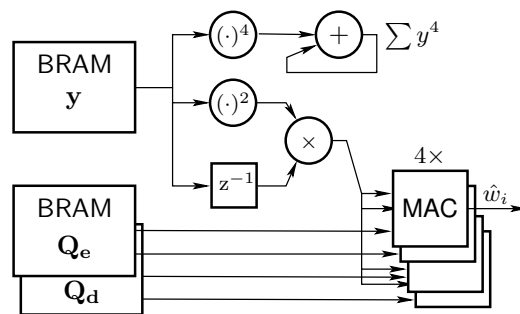 BRAM
y
(·)⁴
+
∑ y⁴
(·)²
×
z⁻¹
4×
BRAM
Qₑ
MAC
ŵᵢ
Q_d